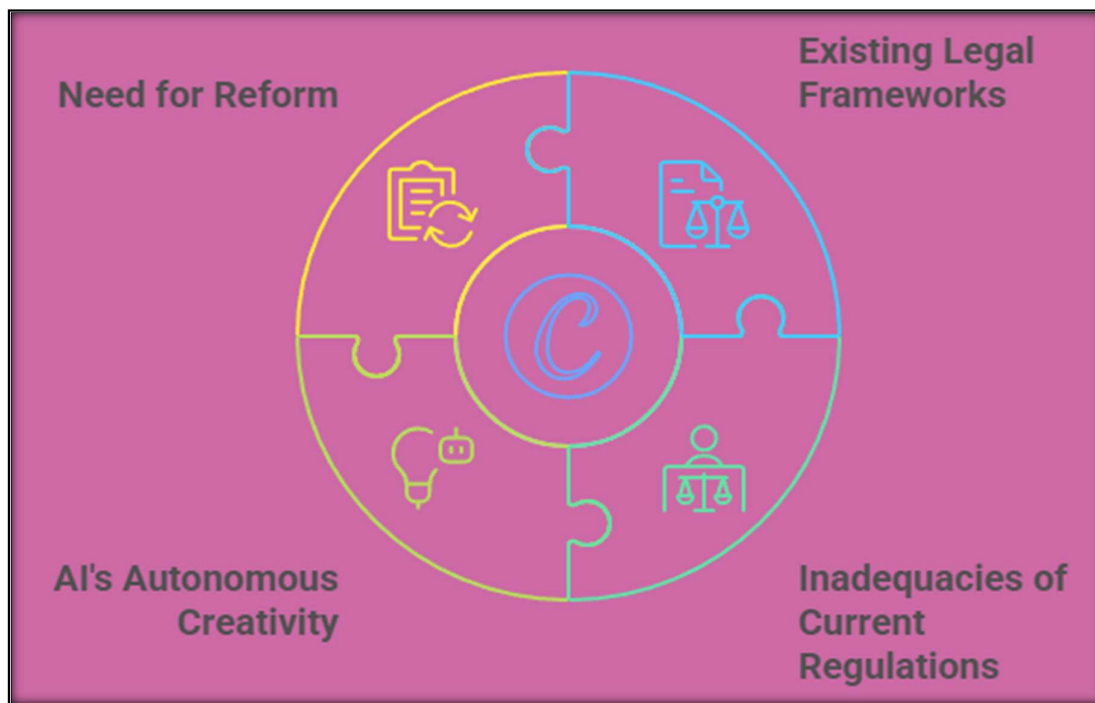 Need for Reform
Existing Legal
Frameworks
C
AI's Autonomous
Creativity
Inadequacies of
Current
Regulations